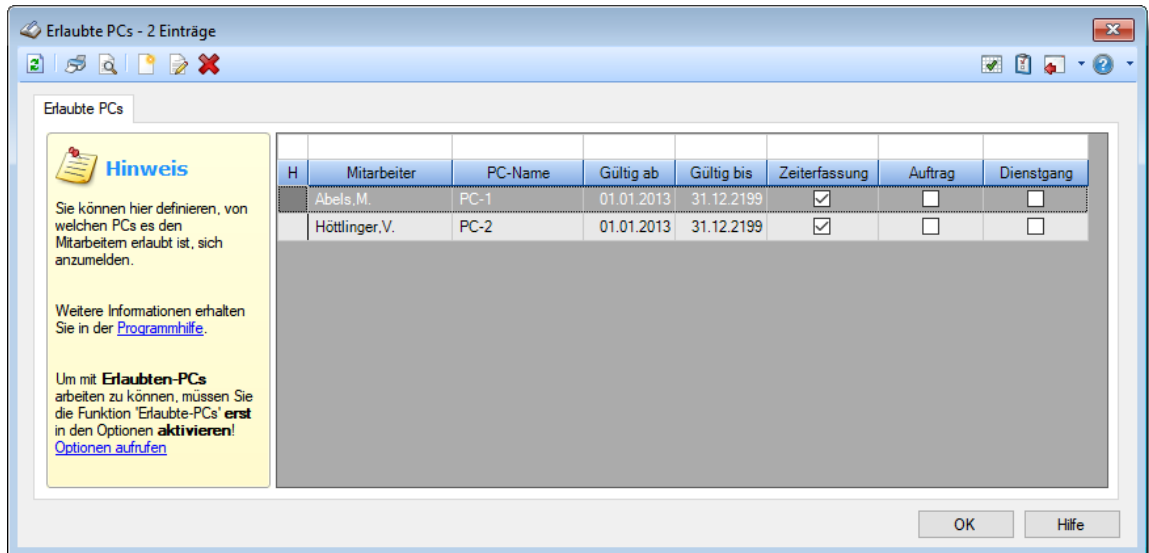 Erlaubte PCs - 2 Einträge
Erlaubte PCs
Hinweis
Sie können hier definieren, von
welchen PCs es den
Mitarbeitern erlaubt ist, sich
anzumelden.
Weitere Informationen erhalten
Sie in der Programmhilfe.
Um mit Erlaubten-PCs
arbeiten zu können, müssen Sie
die Funktion 'Erlaubte-PCs' erst
in den Optionen aktivieren!
Optionen aufrufen
H Mitarbeiter PC-Name Gültig ab Gültig bis Zeiterfassung Auftrag Dienstgang
Abels,M. PC-1 01.01.2013 31.12.2199
Höttlinger,V. PC-2 01.01.2013 31.12.2199
OK Hilfe